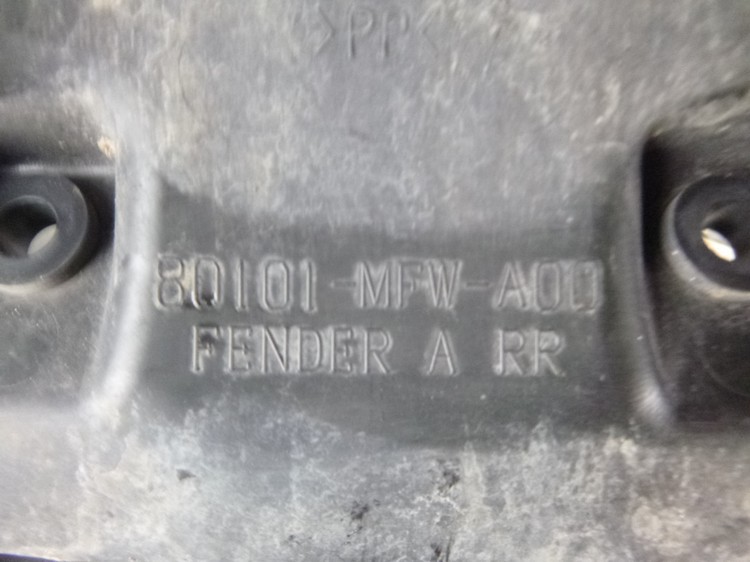 >PP<
80101-MFW-A00
FENDER A RR